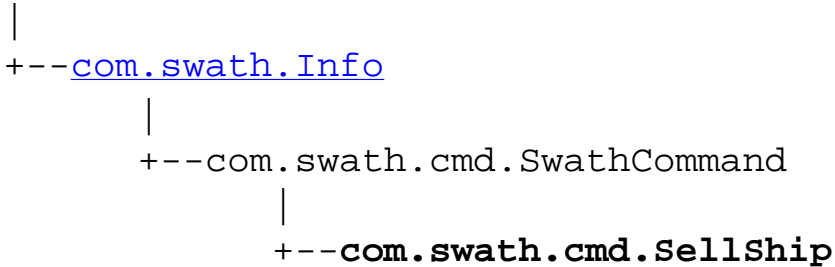 |
+--com.swath.Info
|
+--com.swath.cmd.SwathCommand
|
+--com.swath.cmd.SellShip